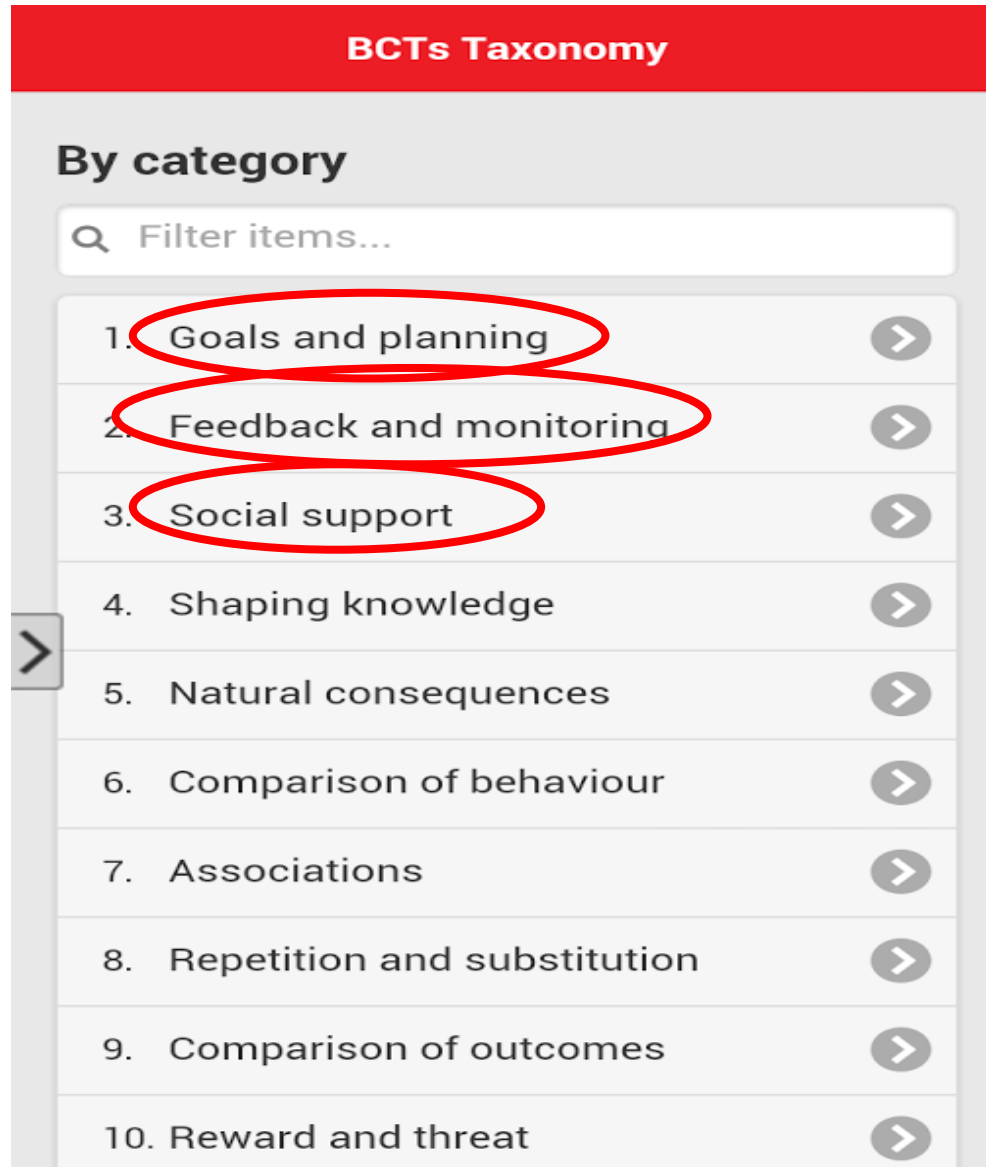 BCTs Taxonomy
By category
Filter items...
1. Goals and planning
2. Feedback and monitoring
3. Social support
4. Shaping knowledge
5. Natural consequences
6. Comparison of behaviour
7. Associations
8. Repetition and substitution
9. Comparison of outcomes
10. Reward and threat